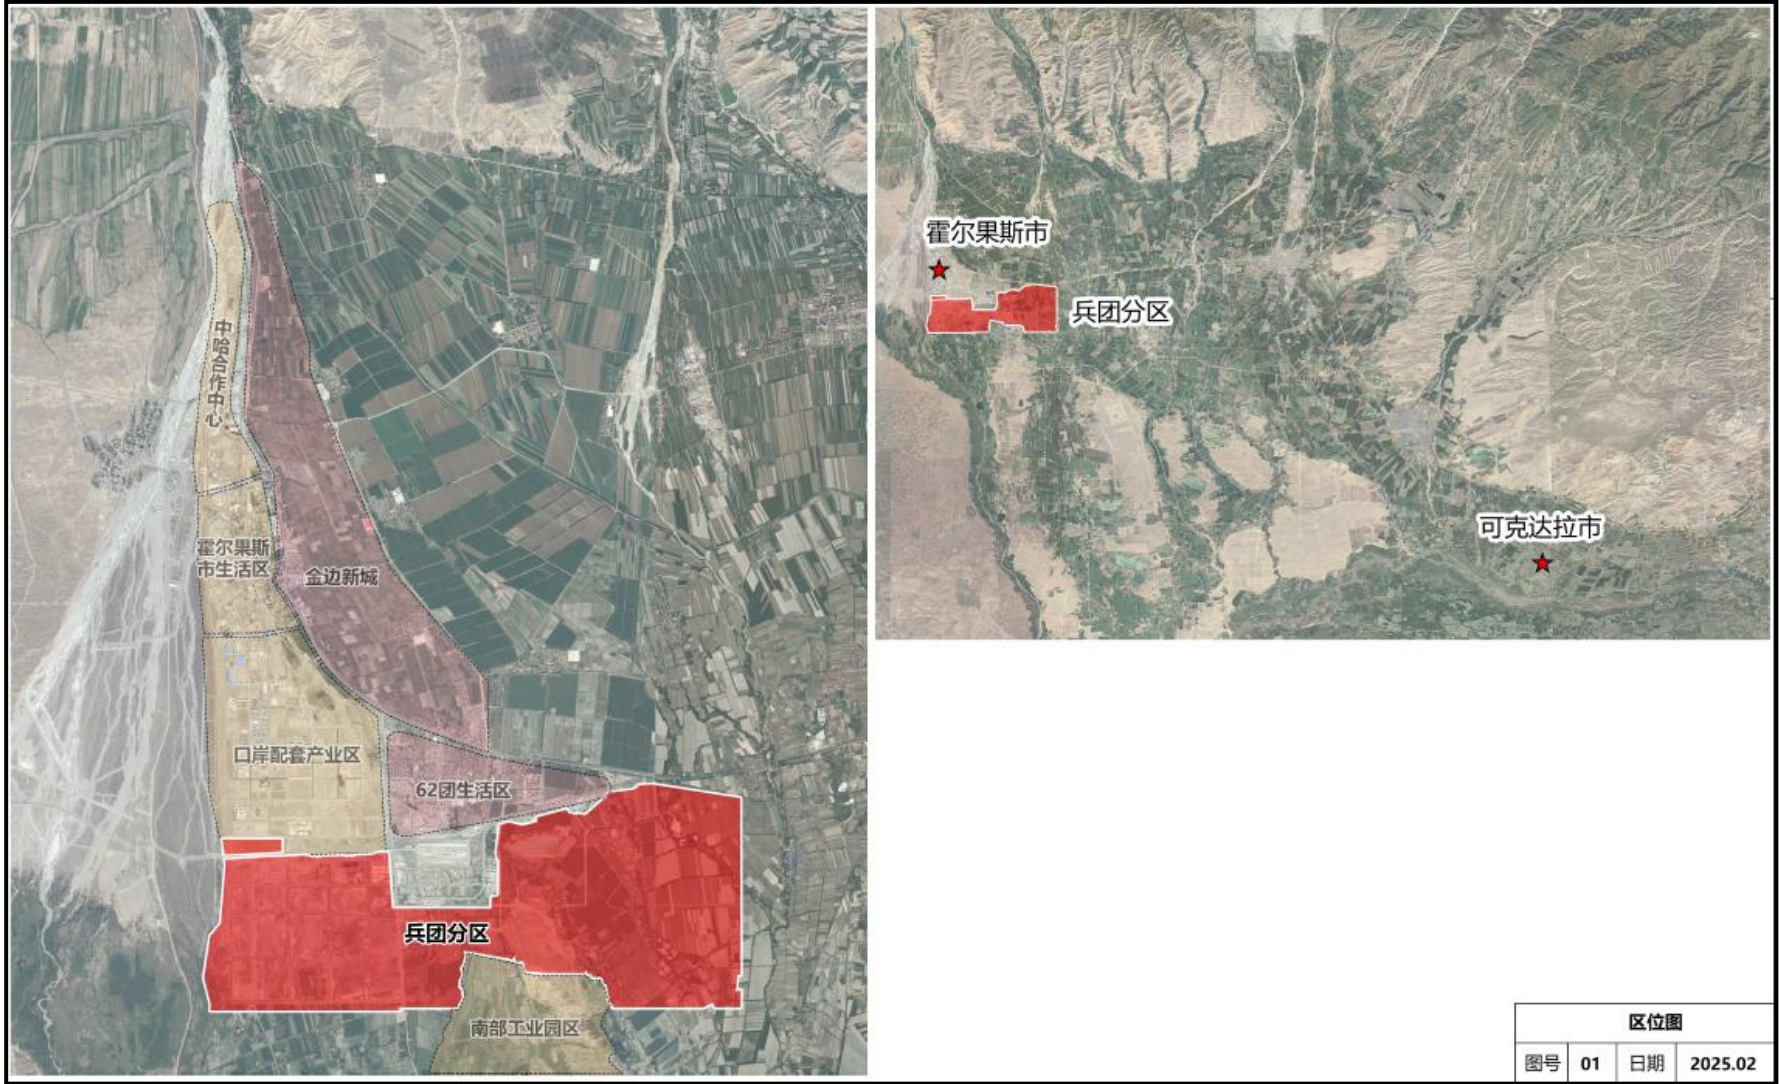 中
哈
合
作
中
心
霍尔果斯
市生活区
金边新城
口岸配套产业区
62团生活区
兵团分区
南部工业园区
霍尔果斯市
兵团分区
可克达拉市
区位图
图号 01 日期 2025.02